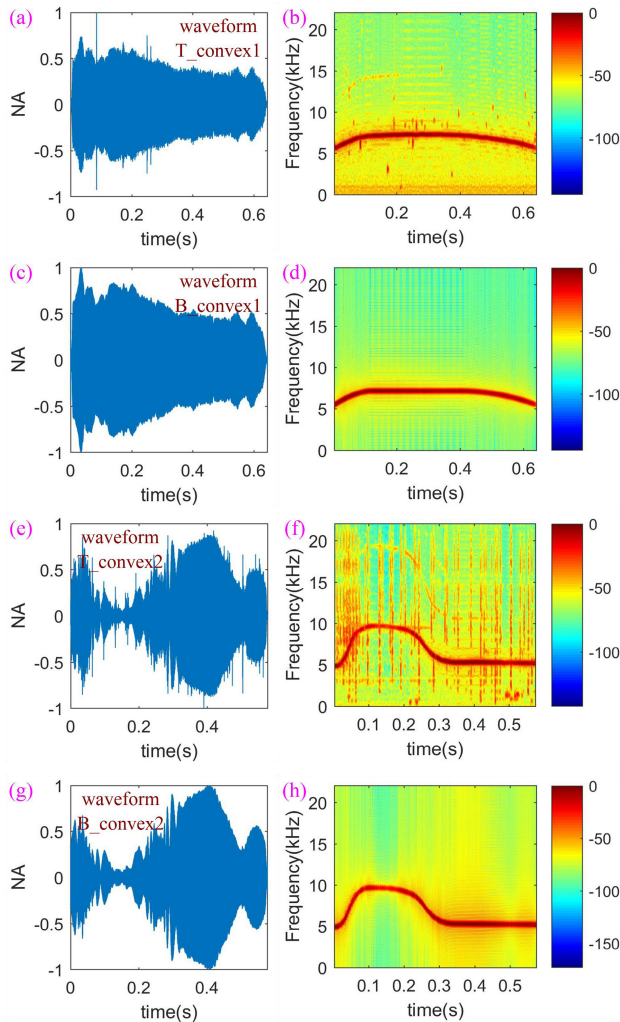 (a)
waveform
T_convex1
1
0.5
0
-0.5
-1
NA
0
0.2
0.4
0.6
time(s)
(b)
Frequency(kHz)
20
15
10
5
0
0.2
0.4
0.6
time(s)
0
-50
-100
(c)
waveform
B_convex1
1
0.5
0
-0.5
-1
NA
0
0.2
0.4
0.6
time(s)
(d)
Frequency(kHz)
20
15
10
5
0
0.2
0.4
0.6
time(s)
0
-50
-100
(e)
waveform
T_convex2
1
0.5
0
-0.5
-1
NA
0
0.2
0.4
time(s)
(f)
Frequency(kHz)
20
15
10
5
0
0.1
0.2
0.3
0.4
0.5
time(s)
0
-50
-100
(g)
waveform
B_convex2
1
0.5
0
-0.5
-1
NA
0
0.2
0.4
time(s)
(h)
Frequency(kHz)
20
15
10
5
0
0.1
0.2
0.3
0.4
0.5
time(s)
0
-50
-100
-150